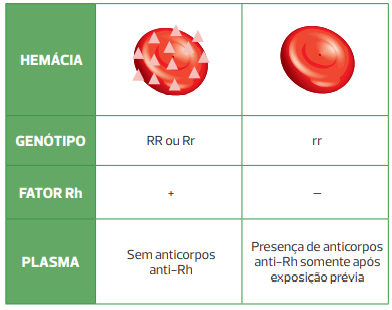 HEMÁCIA
GENÓTIPO
RR ou Rr
rr
FATOR Rh
+
–
PLASMA
Sem anticorpos
anti-Rh
Presença de anticorpos
anti-Rh somente após
exposição prévia